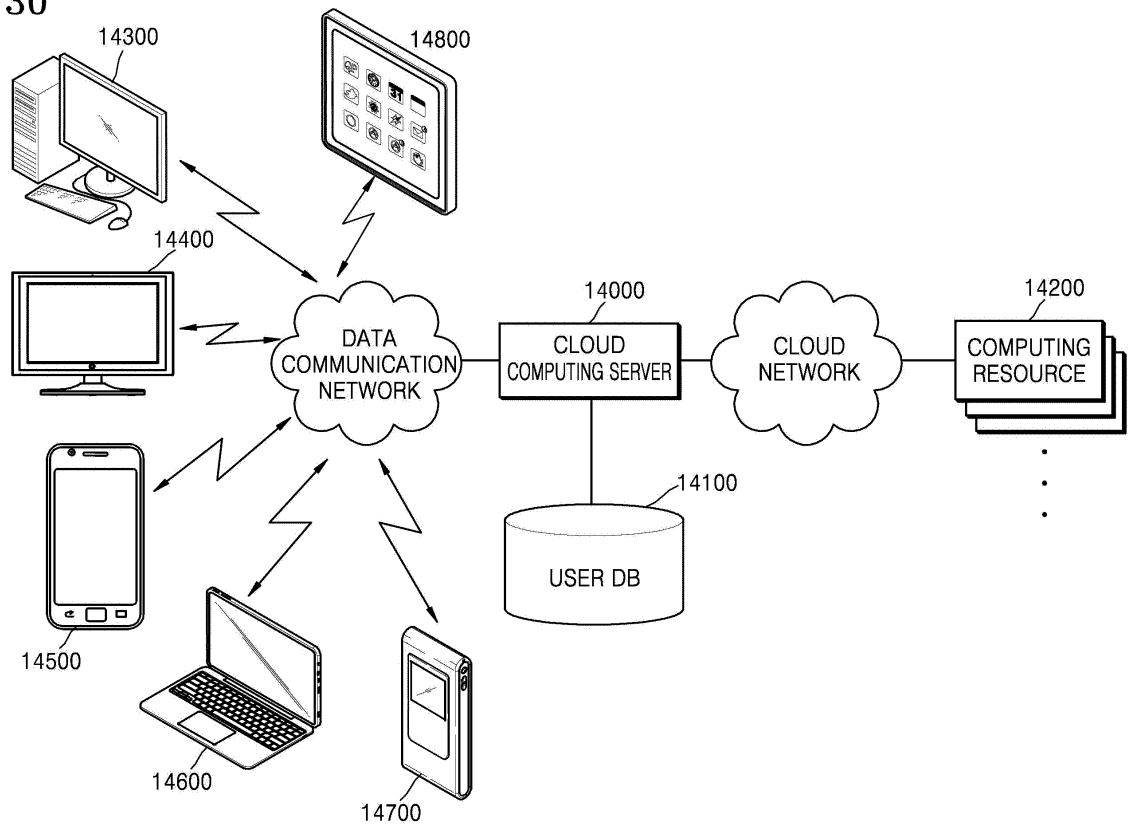 30
14300
14800
31
14400
DATA
COMMUNICATION
NETWORK
14000
CLOUD
COMPUTING SERVER
CLOUD
NETWORK
14200
COMPUTING
RESOURCE
14100
USER DB
14500
14600
14700